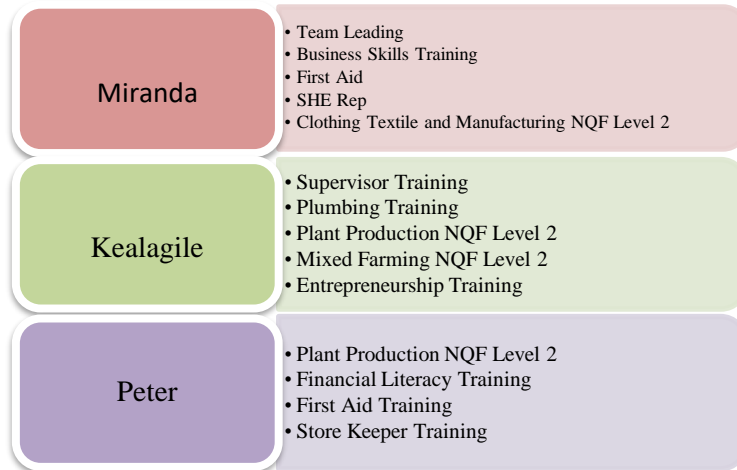 Miranda
• Team Leading
• Business Skills Training
• First Aid
• SHE Rep
• Clothing Textile and Manufacturing NQF Level 2
Kealagile
• Supervisor Training
• Plumbing Training
• Plant Production NQF Level 2
• Mixed Farming NQF Level 2
• Entrepreneurship Training
Peter
• Plant Production NQF Level 2
• Financial Literacy Training
• First Aid Training
• Store Keeper Training